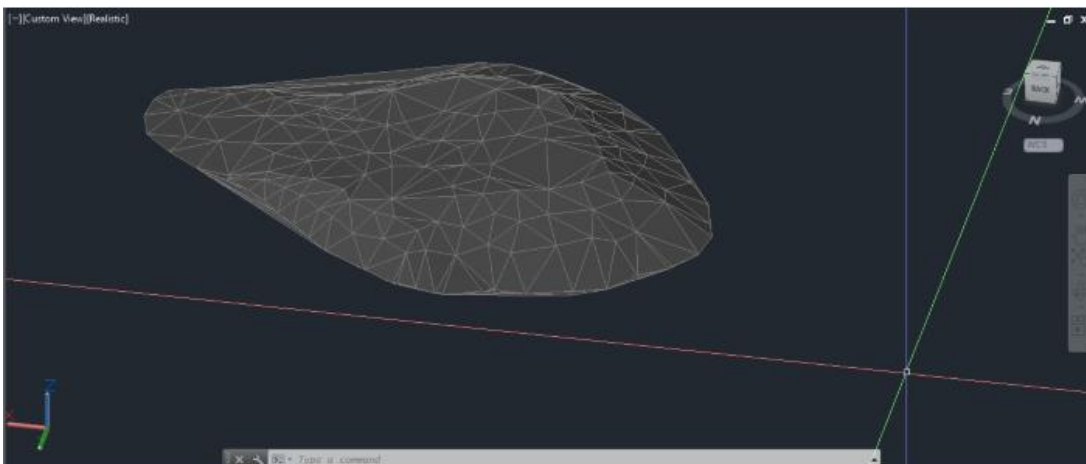 [−][Custom View][Realistic]
BACK
N
WCS
Z
X
Type a command